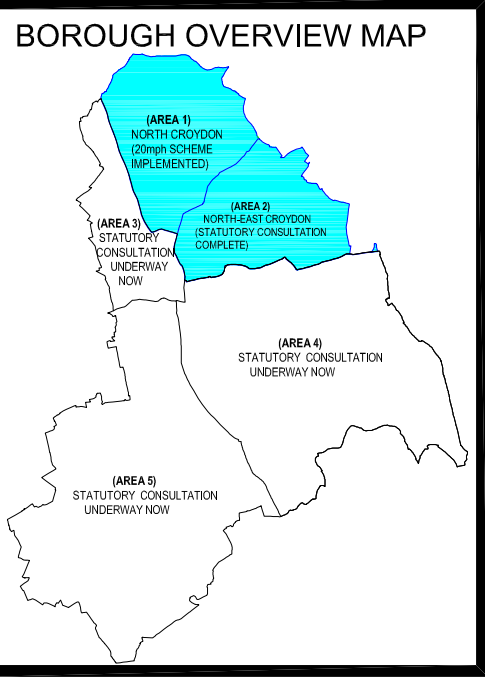 BOROUGH OVERVIEW MAP
(AREA 1)
NORTH CROYDON
(20mph SCHEME
IMPLEMENTED)
(AREA 2)
NORTH-EAST CROYDON
(STATUTORY CONSULTATION
COMPLETE)
(AREA 3)
STATUTORY
CONSULTATION
UNDERWAY
NOW
(AREA 4)
STATUTORY CONSULTATION
UNDERWAY NOW
(AREA 5)
STATUTORY CONSULTATION
UNDERWAY NOW